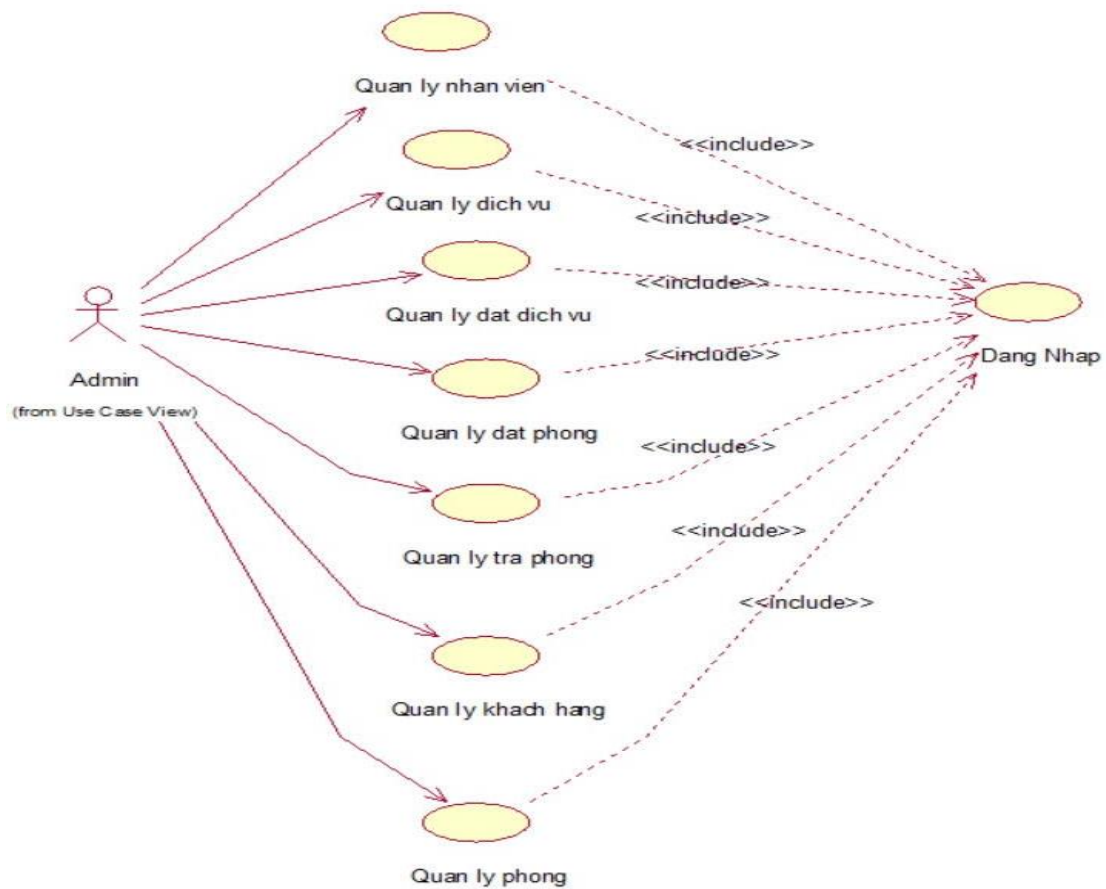 Quan ly nhan vien
<<include>>
Quan ly dich vu
<<include>>
<<include>>
Quan ly dat dich vu
<<include>>
Dang Nhap
Admin
(from Use Case View)
Quan ly dat phong
<<include>>
Quan ly tra phong
<<include>>
<<include>>
Quan ly khach hang
Quan ly phong